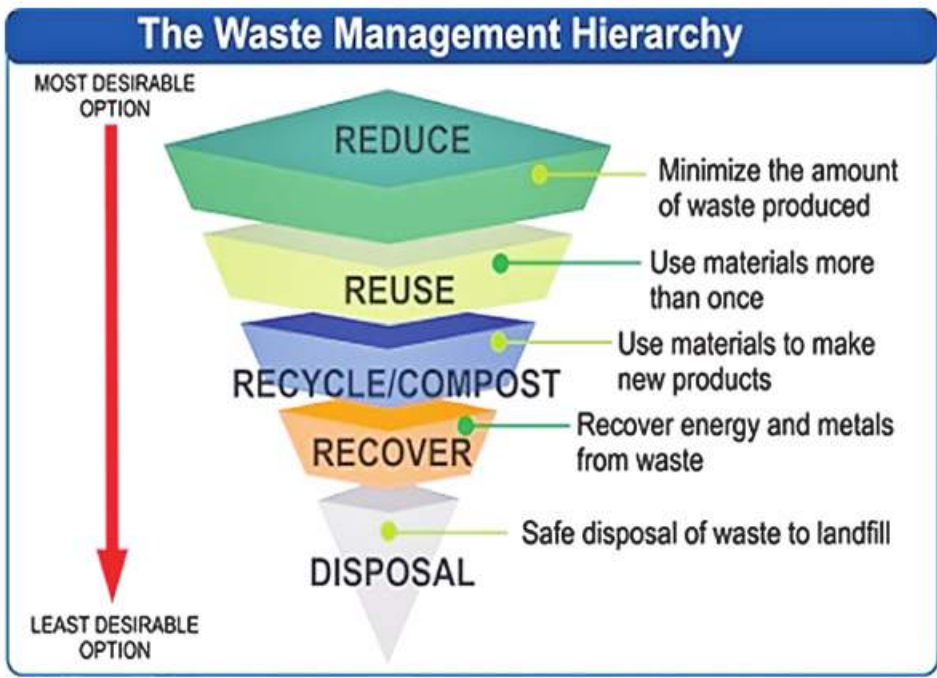 The Waste Management Hierarchy
MOST DESIRABLE
OPTION
REDUCE
Minimize the amount
of waste produced
REUSE
Use materials more
than once
RECYCLE/COMPOST
Use materials to make
new products
RECOVER
Recover energy and metals
from waste
DISPOSAL
Safe disposal of waste to landfill
LEAST DESIRABLE
OPTION